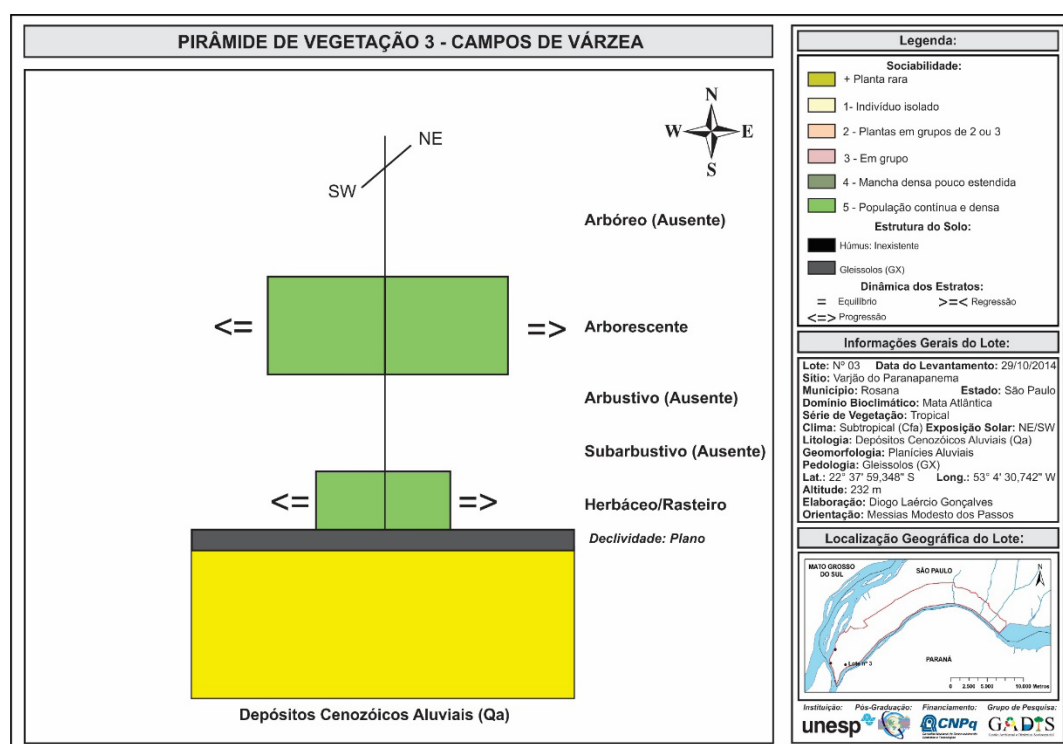 PIRÂMIDE DE VEGETAÇÃO 3 - CAMPOS DE VÁRZEA
N
W E
S
NE
SW
Arbóreo (Ausente)
<= => Arborescente
Arbustivo (Ausente)
Subarbustivo (Ausente)
<= => Herbáceo/Rasteiro
Declividade: Plano
Depósitos Cenozóicos Aluviais (Qa)
Legenda:
Sociabilidade:
+ Planta rara
1- Indivíduo isolado
2 - Plantas em grupos de 2 ou 3
3 - Em grupo
4 - Mancha densa pouco estendida
5 - População contínua e densa
Estrutura do Solo:
Húmus: Inexistente
Gleissolos (GX)
Dinâmica dos Estratos:
= Equilíbrio >=< Regressão
<=> Progressão
Informações Gerais do Lote:
Lote: Nº 03 Data do Levantamento: 29/10/2014
Sítio: Varjão do Paranapanema
Município: Rosana Estado: São Paulo
Domínio Bioclimático: Mata Atlântica
Série de Vegetação: Tropical
Clima: Subtropical (Cfa) Exposição Solar: NE/SW
Litologia: Depósitos Cenozóicos Aluviais (Qa)
Geomorfologia: Planícies Aluviais
Pedologia: Gleissolos (GX)
Lat.: 22° 37' 59,348" S Long.: 53° 4' 30,742" W
Altitude: 232 m
Elaboração: Diogo Laércio Gonçalves
Orientação: Messias Modesto dos Passos
Localização Geográfica do Lote:
MATO GROSSO DO SUL
SÃO PAULO
N
Lote nº 3
PARANÁ
0 2.500 5.000 10.000 Metros
Instituição: Pós-Graduação: Financiamento: Grupo de Pesquisa:
unesp CNPq GADIS